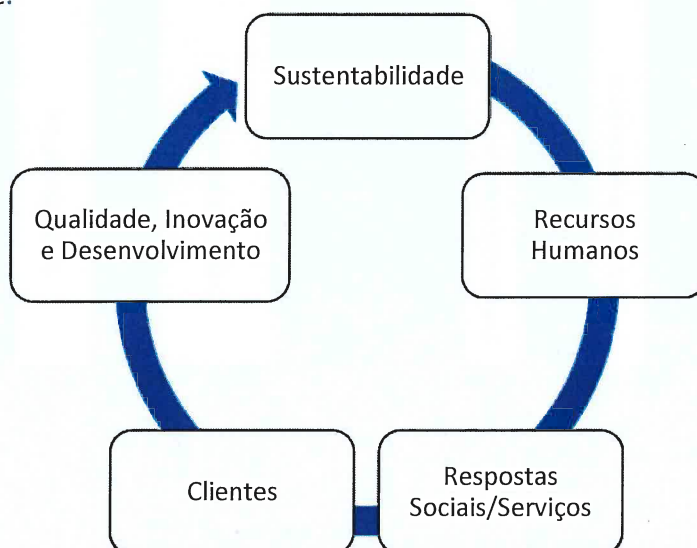 Sustentabilidade
Recursos
Humanos
Respostas
Sociais/Serviços
Clientes
Qualidade, Inovação
e Desenvolvimento